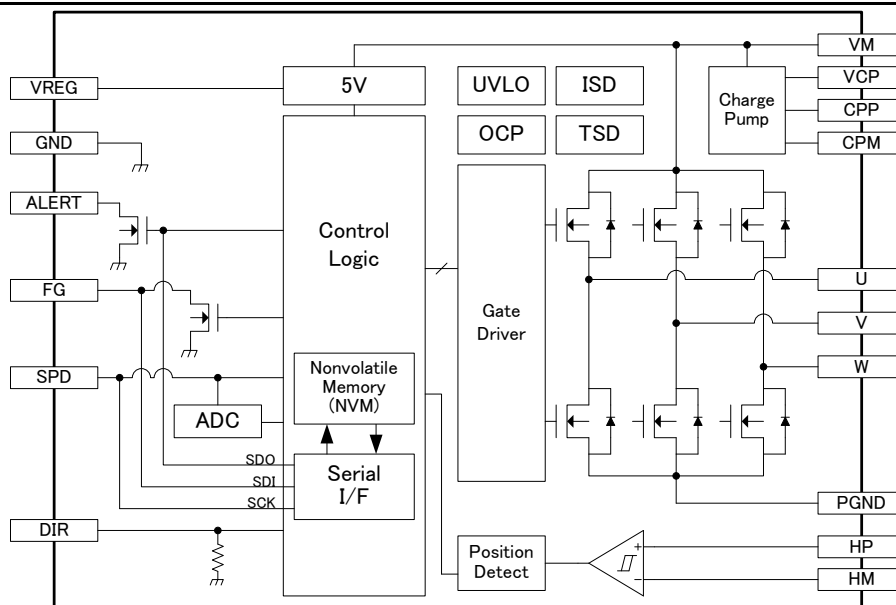 VREG
GND
ALERT
FG
SPD
DIR
5V
Control
Logic
Nonvolatile
Memory
(NVM)
ADC
SDO
SDI
SCK
Serial
I/F
UVLO
ISD
OCP
TSD
Gate
Driver
Position
Detect
Charge
Pump
+
−
VM
VCP
CPP
CPM
U
V
W
PGND
HP
HM